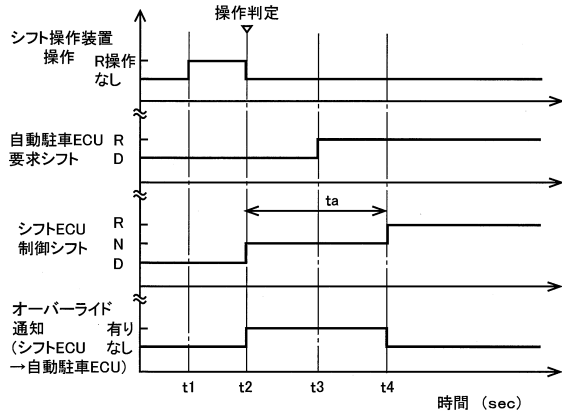 操作判定
シフト操作装置
操作
R操作
なし
自動駐車ECU R
要求シフト D
ta
シフトECU
制御シフト
R
N
D
オーバーライド
通知 有り
(シフトECU なし
→自動駐車ECU)
t1 t2 t3 t4
時間 (sec)